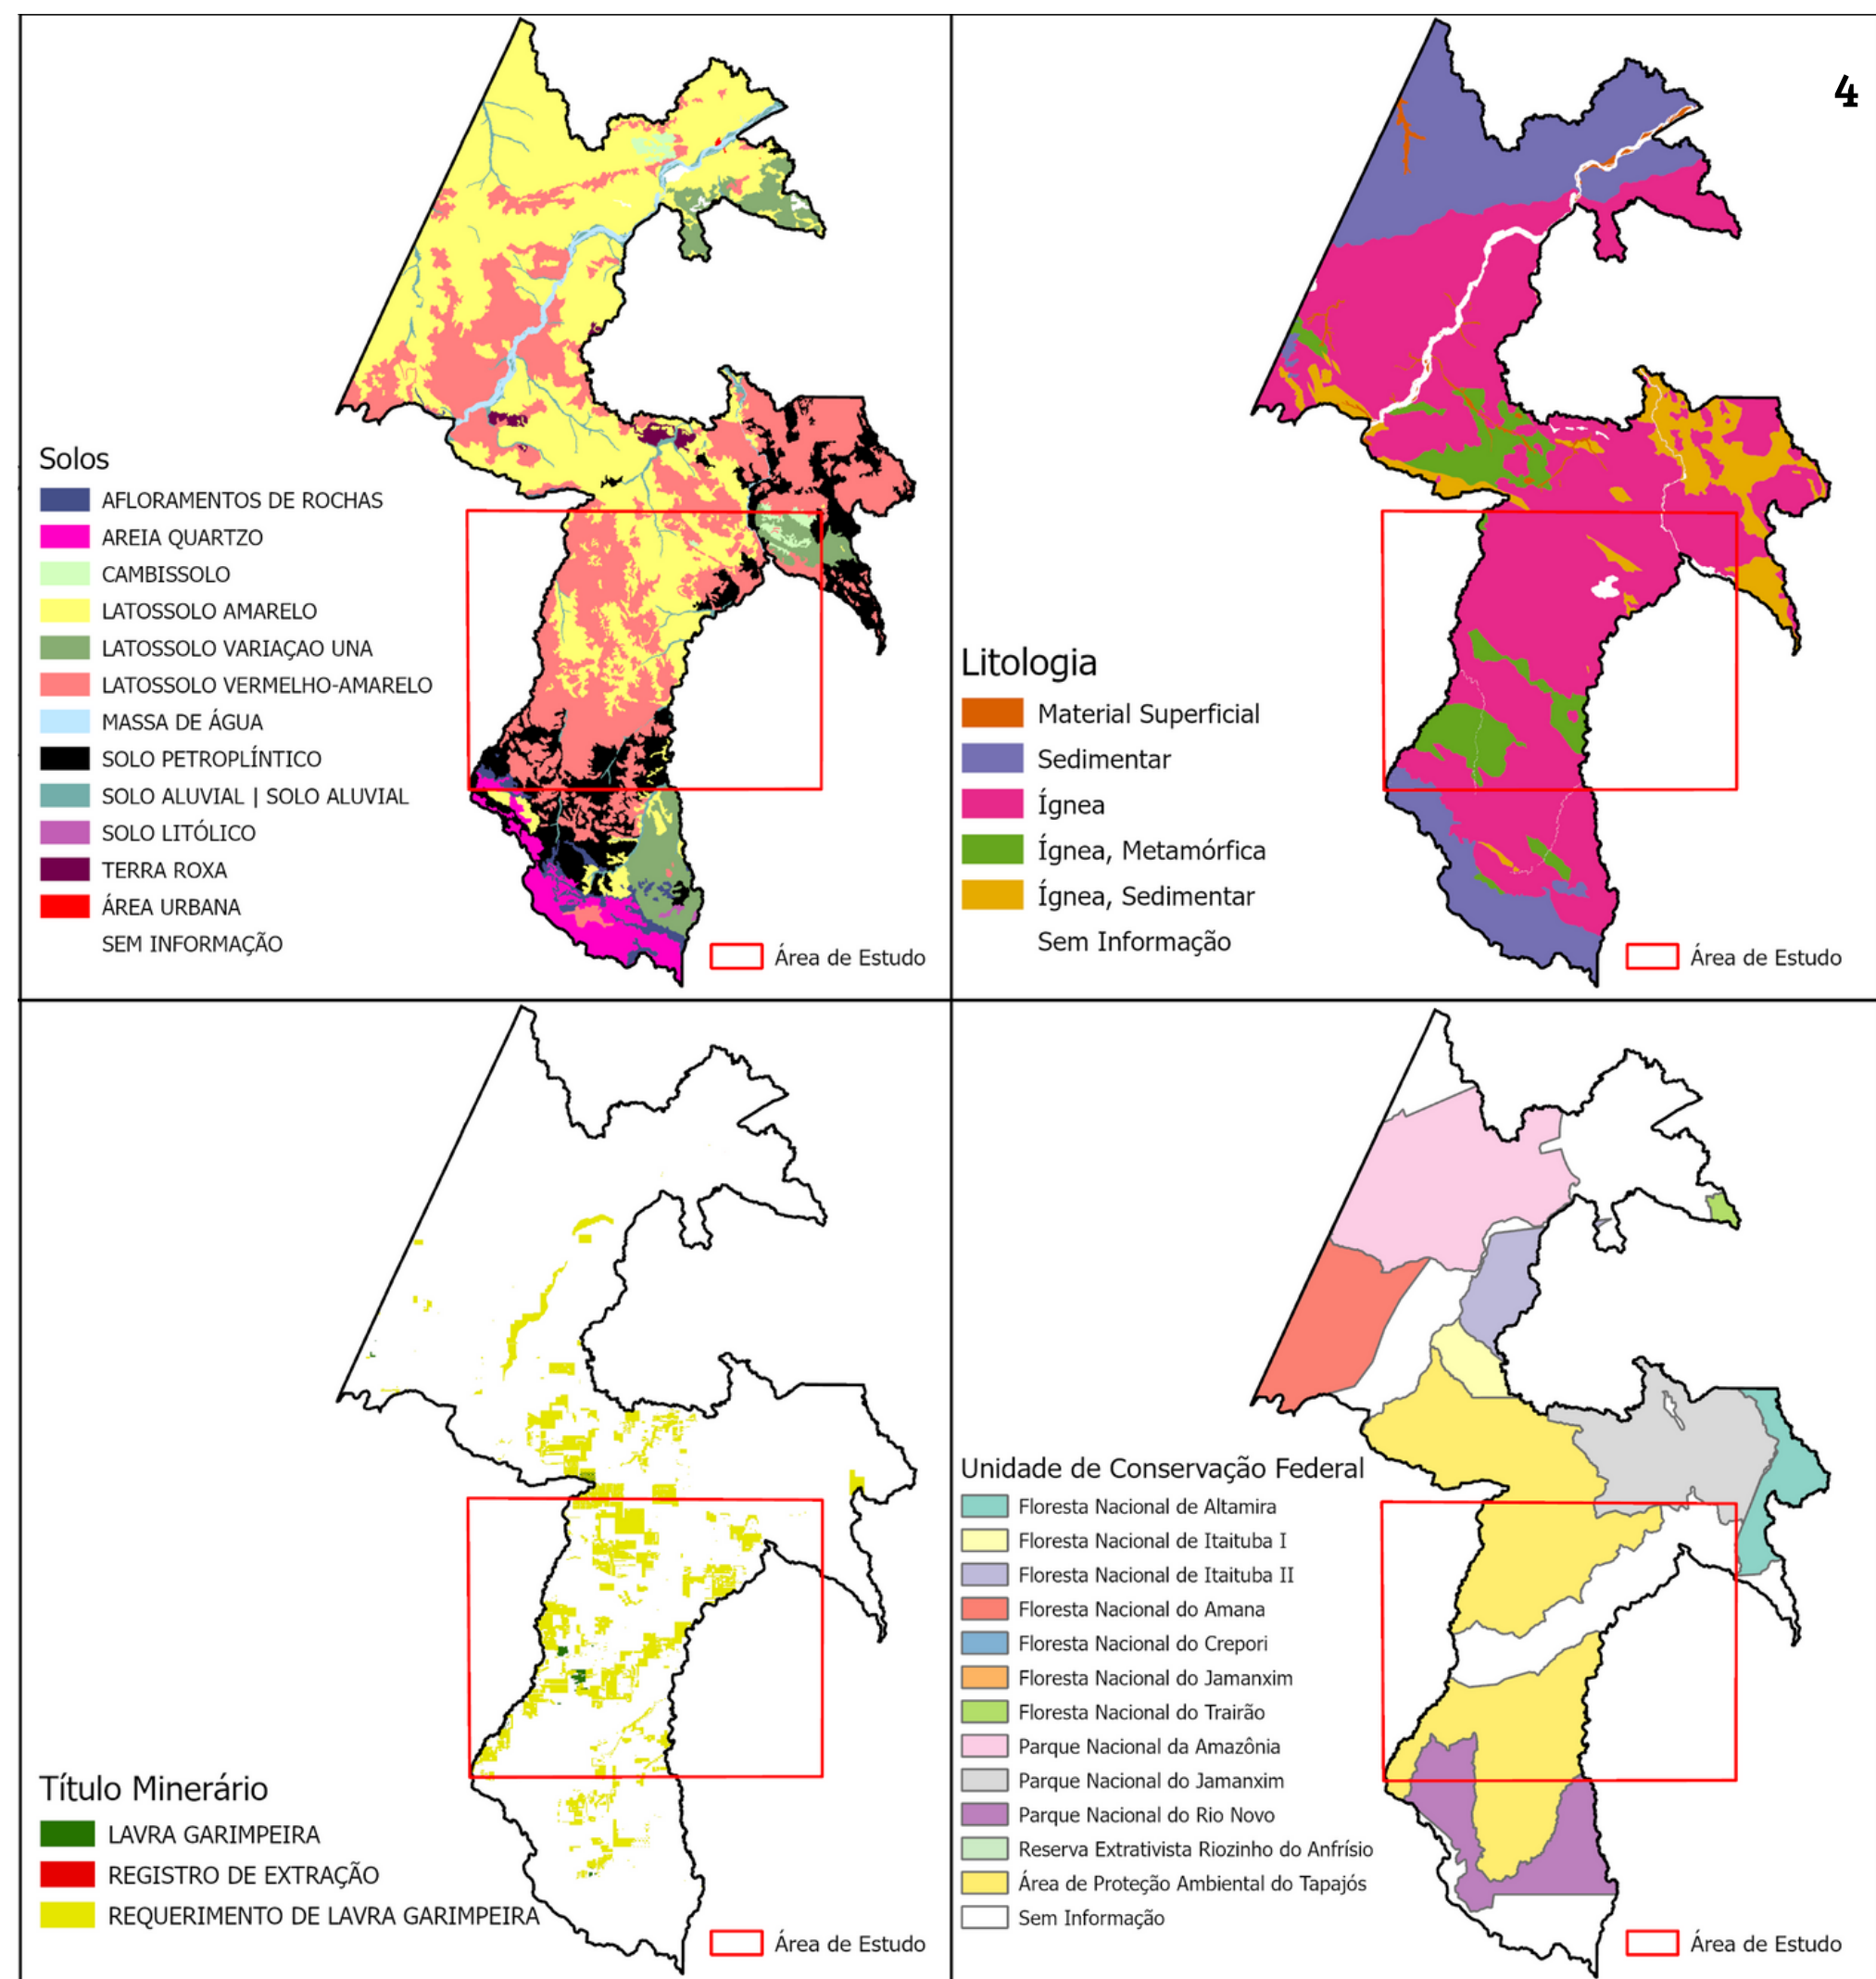 4
Solos
AFLORAMENTOS DE ROCHAS
AREIA QUARTZO
CAMBISSOLO
LATOSSOLO AMARELO
LATOSSOLO VARIAÇAO UNA
LATOSSOLO VERMELHO-AMARELO
MASSA DE ÁGUA
SOLO PETROPLÍNTICO
SOLO ALUVIAL | SOLO ALUVIAL
SOLO LITÓLICO
TERRA ROXA
ÁREA URBANA
SEM INFORMAÇÃO
Área de Estudo
Litologia
Material Superficial
Sedimentar
Ígnea
Ígnea, Metamórfica
Ígnea, Sedimentar
Sem Informação
Área de Estudo
Título Minerário
LAVRA GARIMPEIRA
REGISTRO DE EXTRAÇÃO
REQUERIMENTO DE LAVRA GARIMPEIRA
Área de Estudo
Unidade de Conservação Federal
Floresta Nacional de Altamira
Floresta Nacional de Itaituba I
Floresta Nacional de Itaituba II
Floresta Nacional do Amana
Floresta Nacional do Crepori
Floresta Nacional do Jamanxim
Floresta Nacional do Trairão
Parque Nacional da Amazônia
Parque Nacional do Jamanxim
Parque Nacional do Rio Novo
Reserva Extrativista Riozinho do Anfrísio
Área de Proteção Ambiental do Tapajós
Sem Informação
Área de Estudo